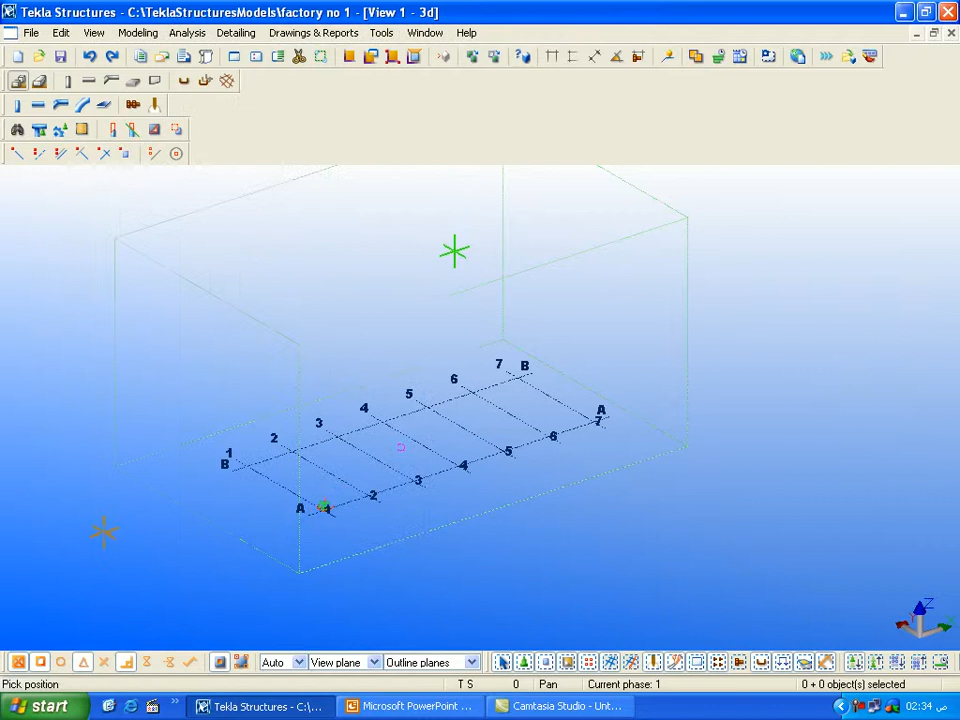 Tekla Structures - C:\TeklaStructuresModels\factory no 1 - [View 1 - 3d]
File Edit View Modeling Analysis Detailing Drawings & Reports Tools Window Help
7 B
6
5 A
4 7
3 6
2 5
1 4
B 3
2
A 1
Z
Auto View plane Outline planes
Pick position T S 0 Pan Current phase: 1 0 + 0 object(s) selected
start Tekla Structures - C:\... Microsoft PowerPoint ... Camtasia Studio - Unt... 02:34 ص